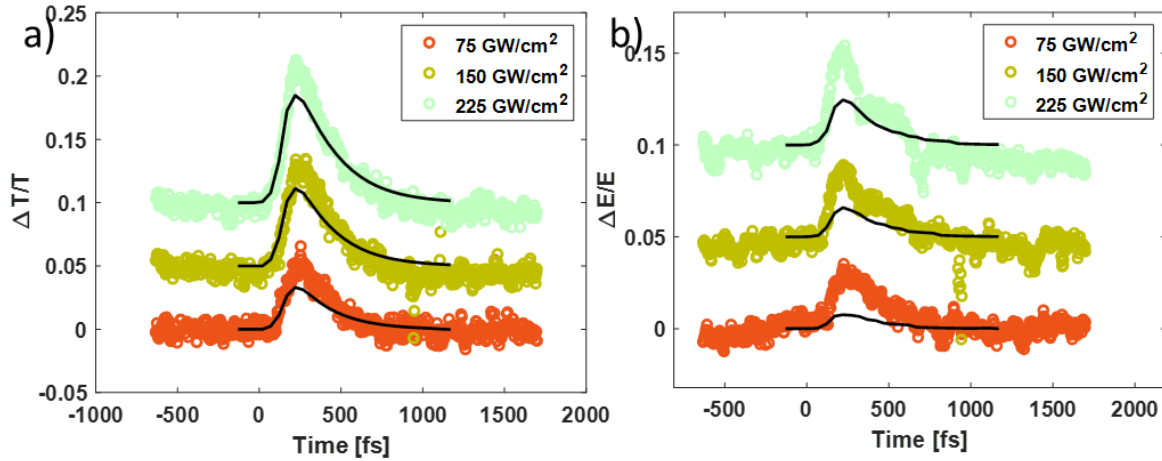 a)
ΔT/T
0.25
0.2
0.15
0.1
0.05
0
-0.05
-1000 -500 0 500 1000 1500 2000
Time [fs]
75 GW/cm²
150 GW/cm²
225 GW/cm²
b)
ΔE/E
0.15
0.1
0.05
0
-500 0 500 1000 1500 2000
Time [fs]
75 GW/cm²
150 GW/cm²
225 GW/cm²